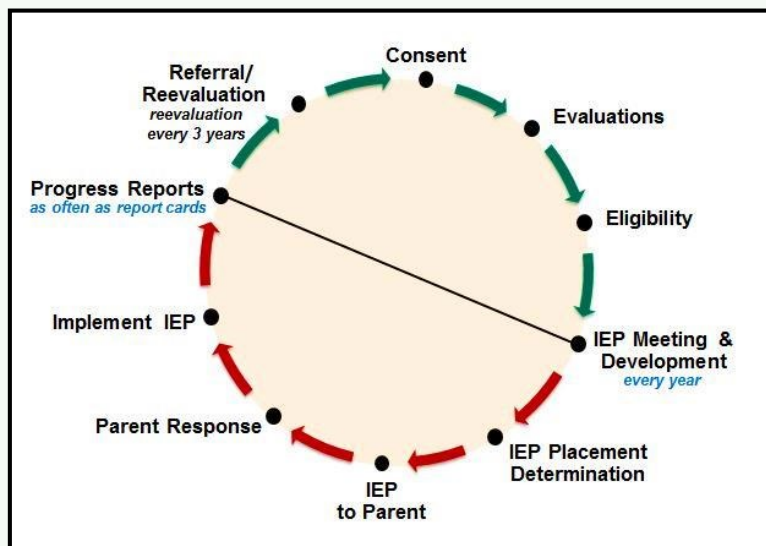 Consent
Referral/
Reevaluation
reevaluation
every 3 years
Evaluations
Progress Reports
as often as report cards
Eligibility
Implement IEP
IEP Meeting &
Development
every year
Parent Response
IEP Placement
Determination
IEP
to Parent